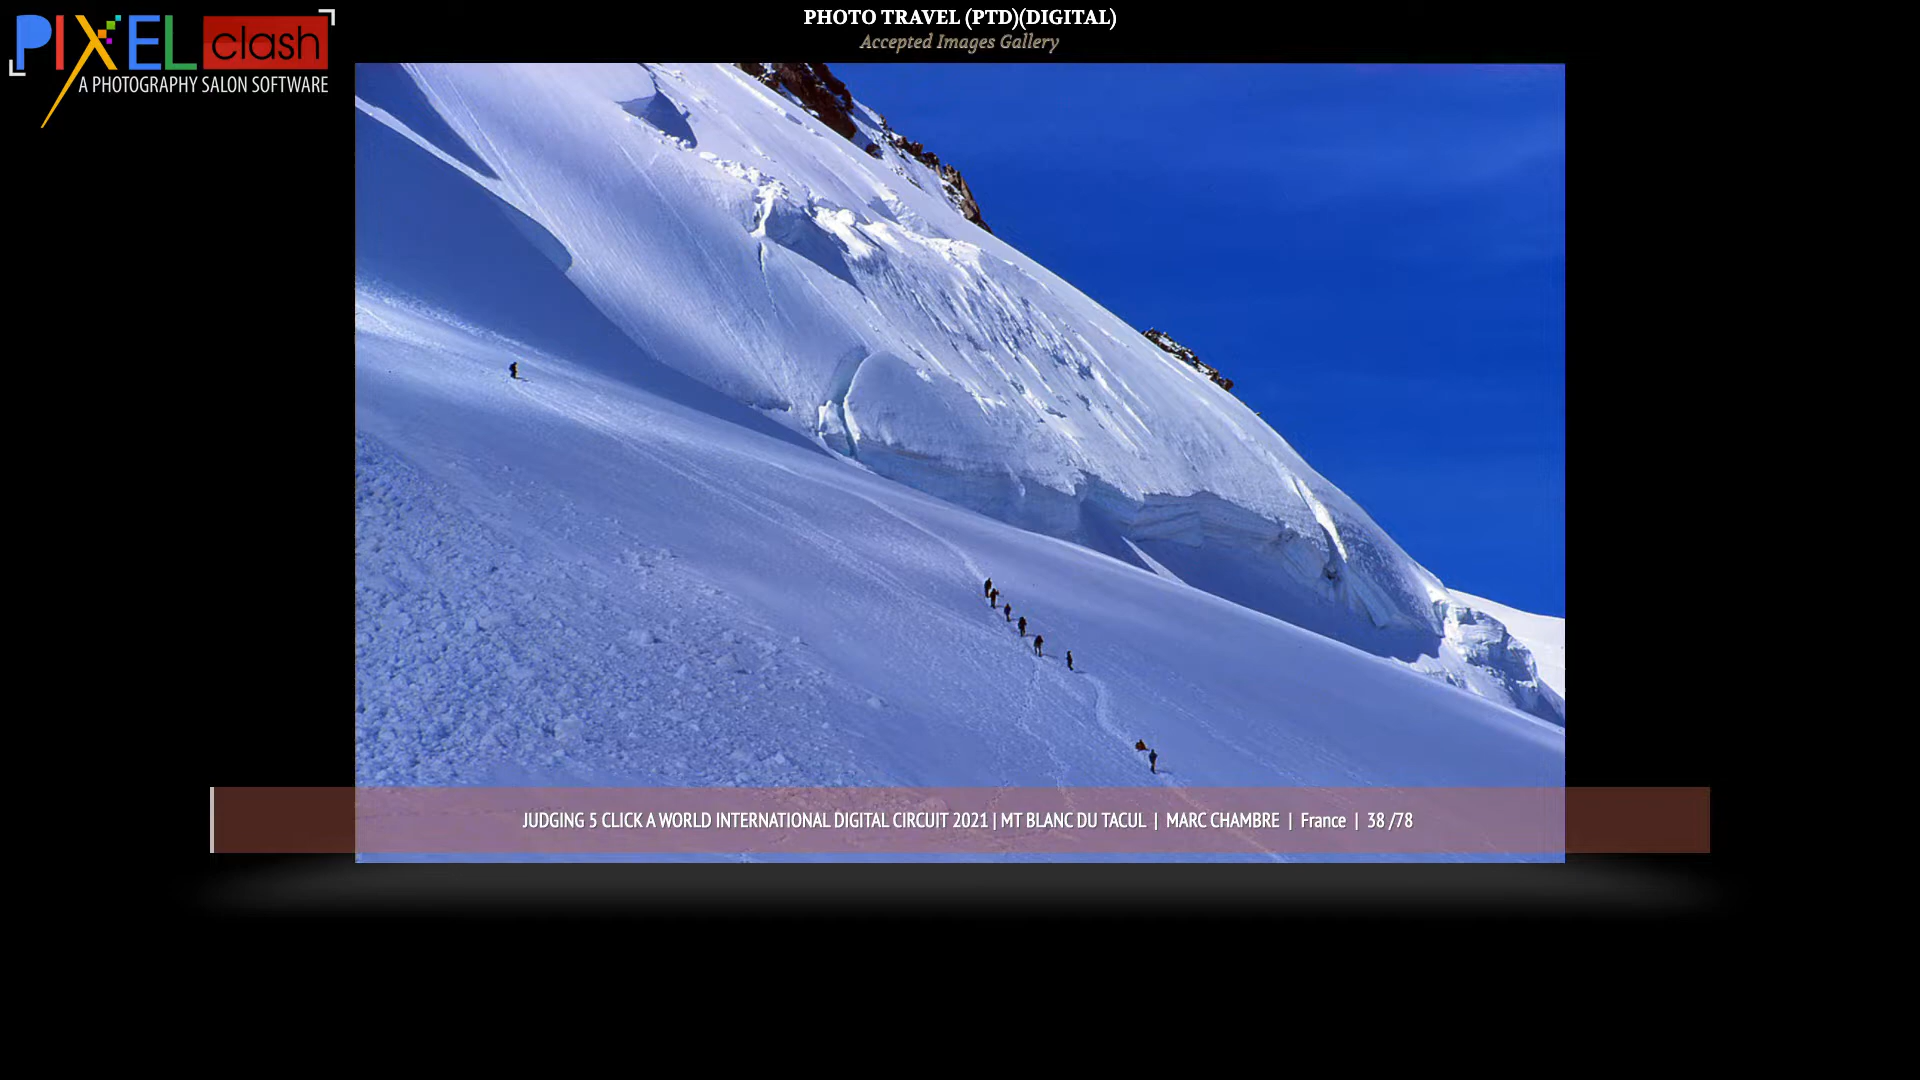 PIXEL clash
A PHOTOGRAPHY SALON SOFTWARE
PHOTO TRAVEL (PTD)(DIGITAL)
Accepted Images Gallery
JUDGING 5 CLICK A WORLD INTERNATIONAL DIGITAL CIRCUIT 2021 | MT BLANC DU TACUL | MARC CHAMBRE | France | 38 /78